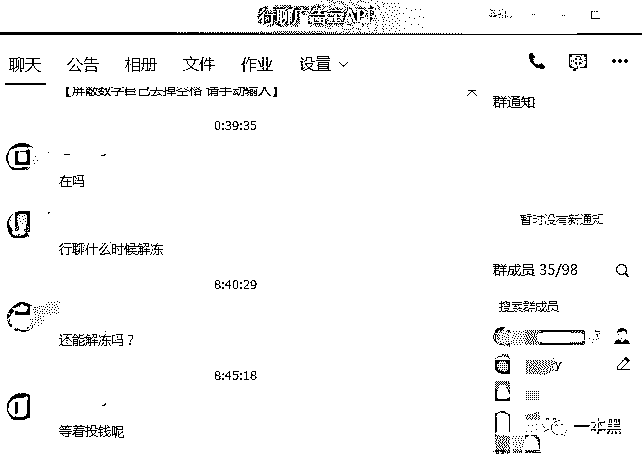 行聊广告 API
聊天 公告 相册 文件 作业 设置
【屏蔽数字自己去掉空格 请手动输入】
群通知
0:39:35
在吗
暂时没有新通知
行聊什么时候解冻
群成员 35/98
8:40:29
搜索群成员
还能解冻吗？
8:45:18
等着投钱呢
一本黑